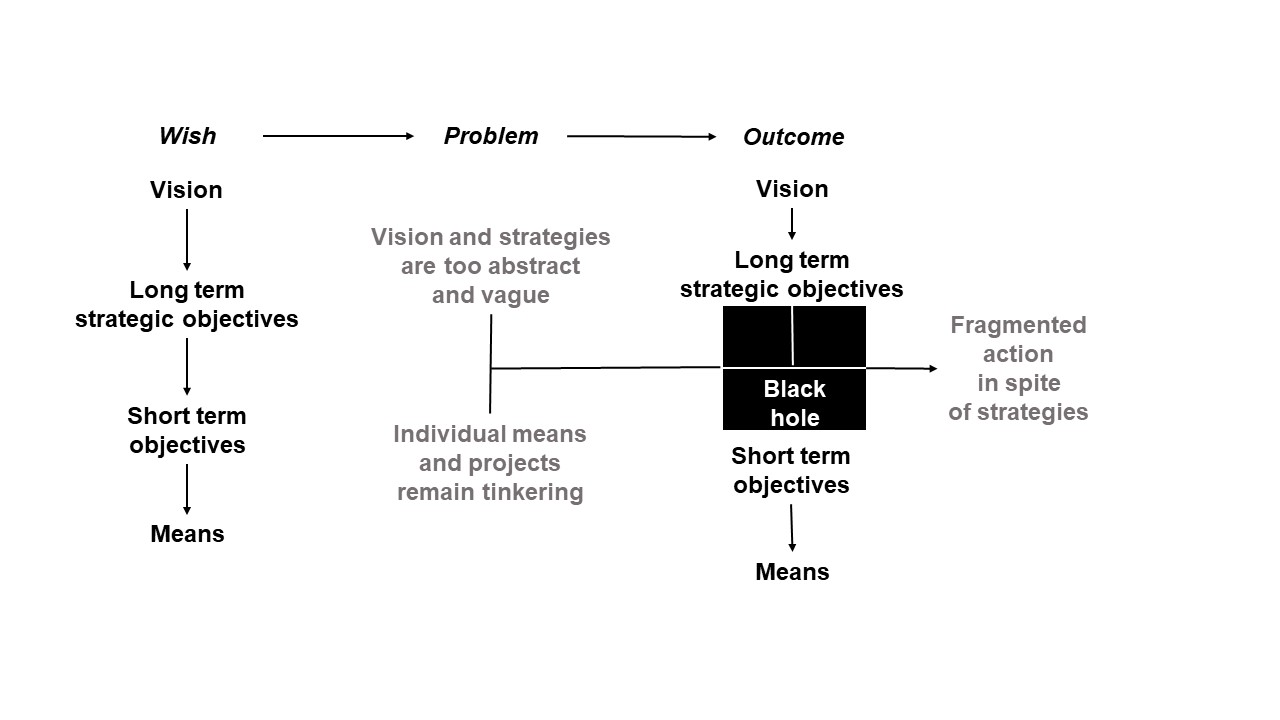 Wish
Problem
Outcome
Vision
Long term
strategic objectives
Short term
objectives
Means
Vision and strategies
are too abstract
and vague
Individual means
and projects
remain tinkering
Vision
Long term
strategic objectives
Black
hole
Short term
objectives
Means
Fragmented
action
in spite
of strategies